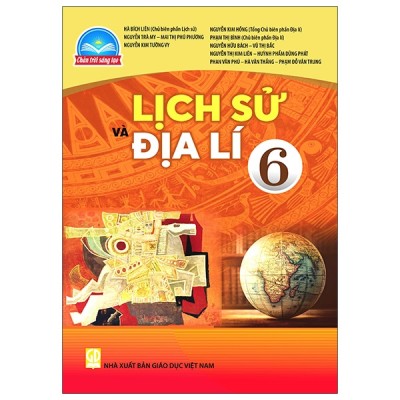 Chân trời sáng tạo
HÀ BÍCH LIÊN (Chủ biên phần Lịch sử)
NGUYỄN TRÀ MY – MAI THỊ PHÚ PHƯƠNG
NGUYỄN KIM TƯỜNG VY
NGUYỄN KIM HỒNG (Tổng Chủ biên phần Địa lí)
PHẠM THỊ BÌNH (Chủ biên phần Địa lí)
NGUYỄN HỮU BÁCH – VŨ THỊ BẮC
NGUYỄN THỊ KIM LIÊN – HUỲNH PHẨM DŨNG PHÁT
PHAN VĂN PHÚ – HÀ VĂN THẮNG – PHẠM ĐỖ VĂN TRUNG
LỊCH SỬ
VÀ ĐỊA LÍ
6
NHÀ XUẤT BẢN GIÁO DỤC VIỆT NAM